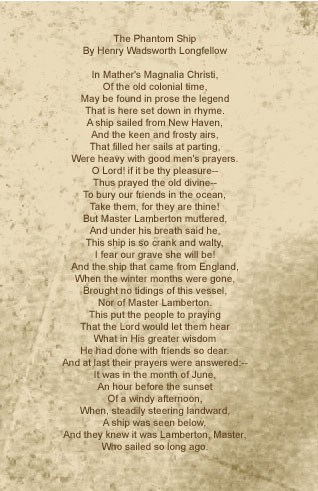 The Phantom Ship
By Henry Wadsworth Longfellow
In Mather's Magnalia Christi,
Of the old colonial time,
May be found in prose the legend
That is here set down in rhyme.
A ship sailed from New Haven,
And the keen and frosty airs,
That filled her sails at parting,
Were heavy with good men's prayers.
O Lord! if it be thy pleasure--
Thus prayed the old divine--
To bury our friends in the ocean,
Take them, for they are thine!
But Master Lamberton muttered,
And under his breath said he,
This ship is so crank and walty,
I fear our grave she will be!
And the ship that came from England,
When the winter months were gone,
Brought no tidings of this vessel,
Nor of Master Lamberton.
This put the people to praying
That the Lord would let them hear
What in His greater wisdom
He had done with friends so dear.
And at last their prayers were answered:--
It was in the month of June,
An hour before the sunset
Of a windy afternoon,
When, steadily steering landward,
A ship was seen below,
And they knew it was Lamberton, Master,
Who sailed so long ago.